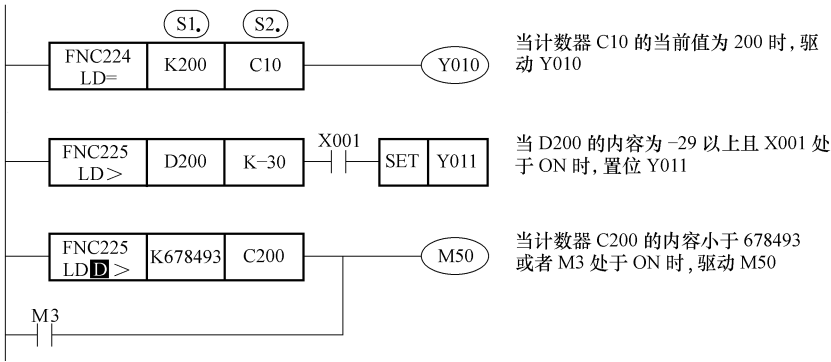 S1. S2.
FNC224
LD= K200 C10 Y010
当计数器 C10 的当前值为 200 时,驱
动 Y010
FNC225
LD> D200 K-30 X001 SET Y011
当 D200 的内容为 -29 以上且 X001 处
于 ON 时,置位 Y011
FNC225
LDD> K678493 C200 M50
当计数器 C200 的内容小于 678493
或者 M3 处于 ON 时,驱动 M50
M3